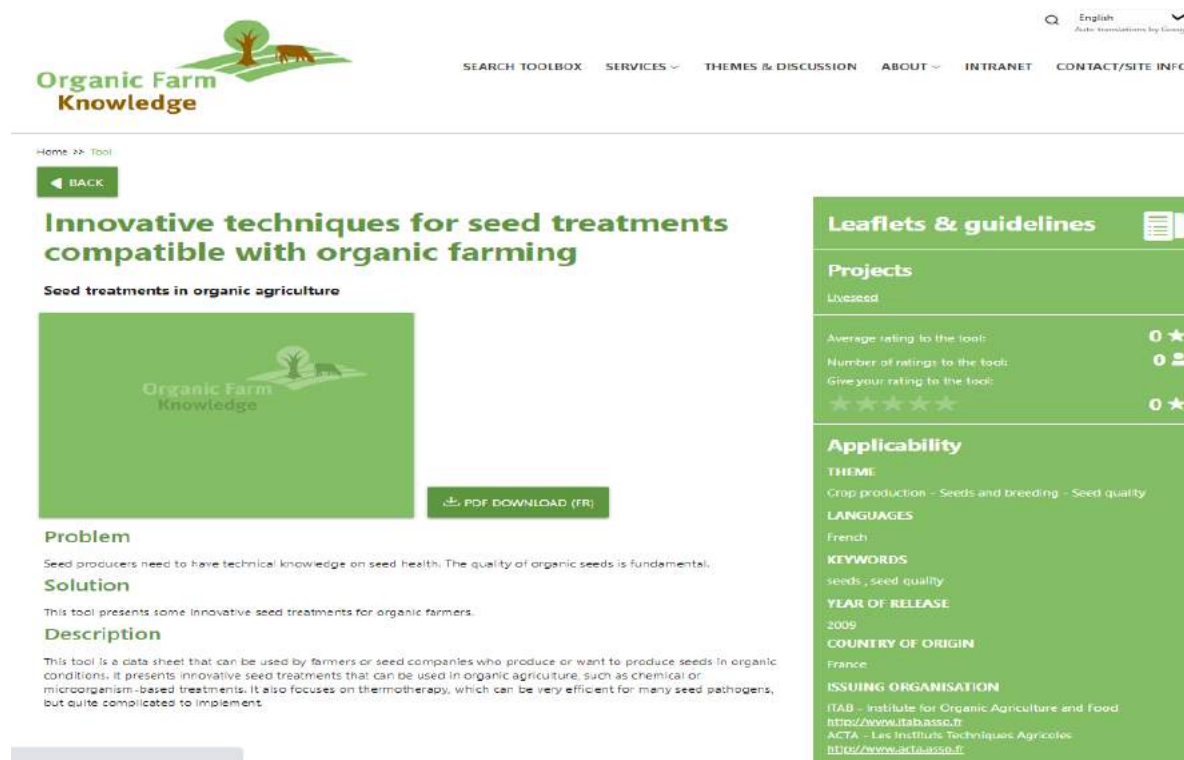 English
Auto translations by Goog
Organic Farm
Knowledge
SEARCH TOOLBOX SERVICES THEMES & DISCUSSION ABOUT INTRANET CONTACT/SITE INFO
Home >> Tool
BACK
Innovative techniques for seed treatments
compatible with organic farming
Seed treatments in organic agriculture
Organic Farm
Knowledge
PDF DOWNLOAD (FR)
Problem
Seed producers need to have technical knowledge on seed health. The quality of organic seeds is fundamental.
Solution
This tool presents some innovative seed treatments for organic farmers.
Description
This tool is a data sheet that can be used by farmers or seed companies who produce or want to produce seeds in organic
conditions. It presents innovative seed treatments that can be used in organic agriculture, such as chemical or
microorganism-based treatments. It also focuses on thermotherapy, which can be very efficient for many seed pathogens,
but quite complicated to implement.
Leaflets & guidelines
Projects
Liveseed
Average rating to the tool: 0
Number of ratings to the tool: 0
Give your rating to the tool:
0
Applicability
THEME
Crop production - Seeds and breeding - Seed quality
LANGUAGES
French
KEYWORDS
seeds , seed quality
YEAR OF RELEASE
2009
COUNTRY OF ORIGIN
France
ISSUING ORGANISATION
ITAB - Institute for Organic Agriculture and Food
http://www.itab.asso.fr
ACTA - Les Instituts Techniques Agricoles
http://www.acta.asso.fr